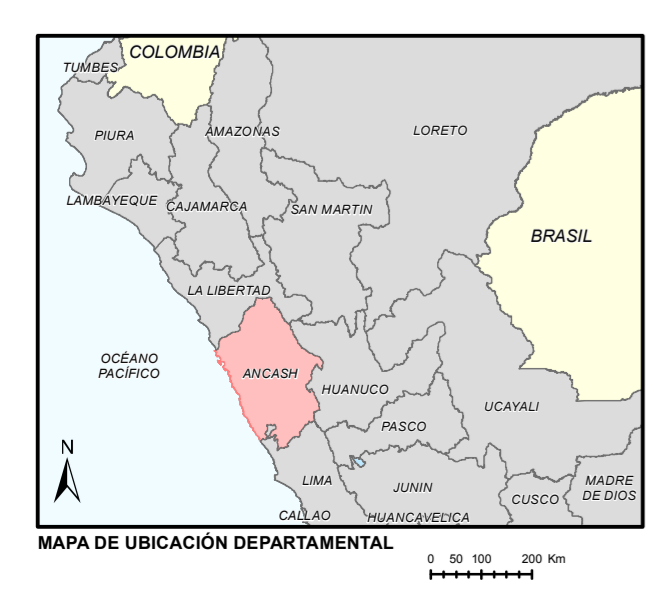 COLOMBIA
TUMBES
PIURA
AMAZONAS
LORETO
LAMBAYEQUE
CAJAMARCA
SAN MARTIN
BRASIL
LA LIBERTAD
OCÉANO
PACÍFICO
ANCASH
HUANUCO
UCAYALI
PASCO
N
LIMA
JUNIN
MADRE
DE DIOS
CUSCO
CALLAO
HUANCAVELICA
MAPA DE UBICACIÓN DEPARTAMENTAL
0 50 100 200 Km